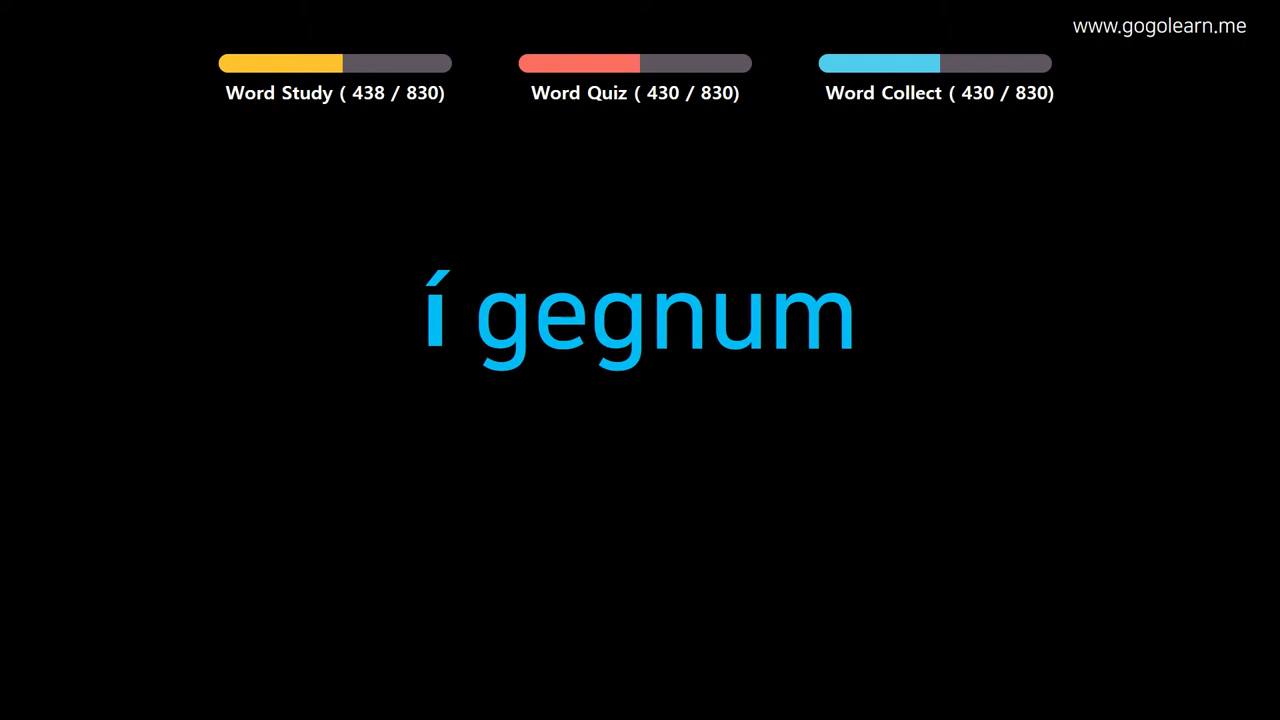 www.gogolearn.me
Word Study ( 438 / 830)
Word Quiz ( 430 / 830)
Word Collect ( 430 / 830)
í gegnum